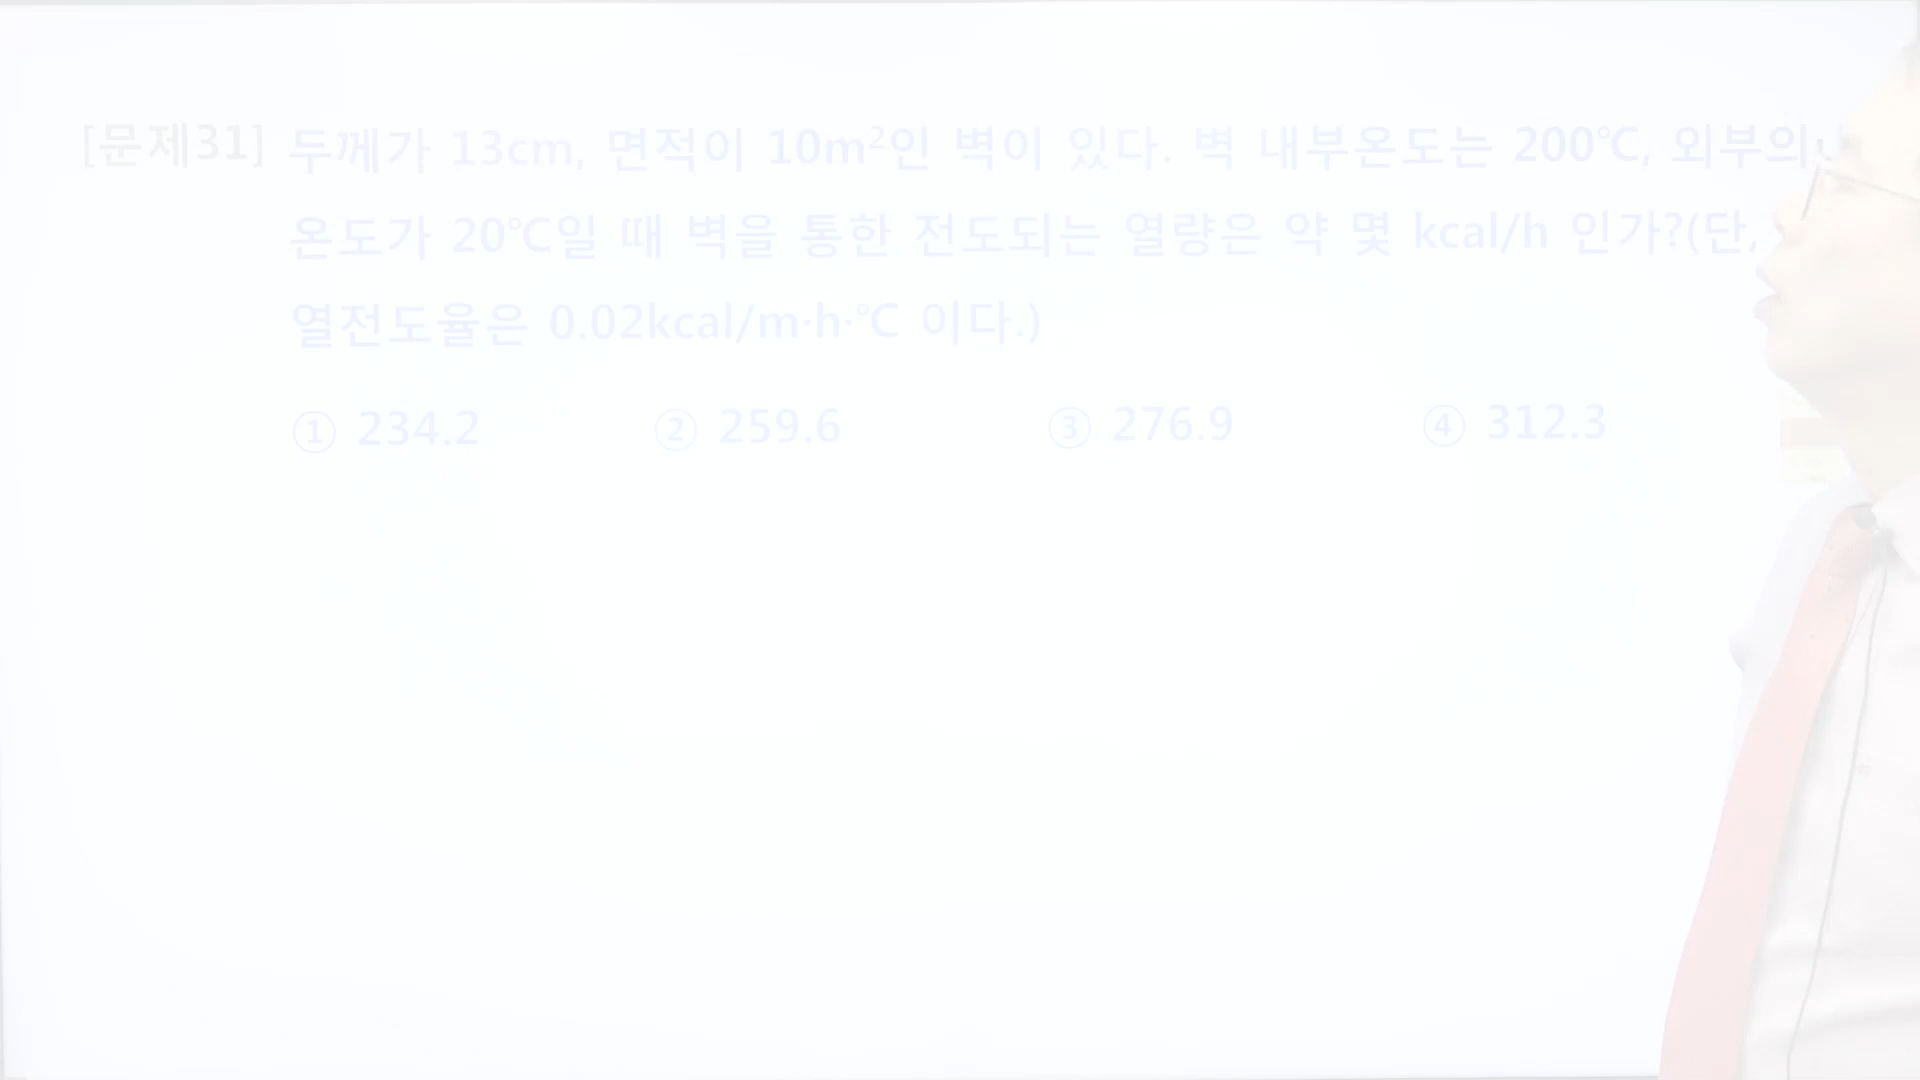 [문제31] 두께가 13cm, 면적이 10m²인 벽이 있다. 벽 내부온도는 200℃, 외부의
온도가 20℃일 때 벽을 통한 전도되는 열량은 약 몇 kcal/h 인가?(단,
열전도율은 0.02kcal/m·h·℃ 이다.)
① 234.2 ② 259.6 ③ 276.9 ④ 312.3